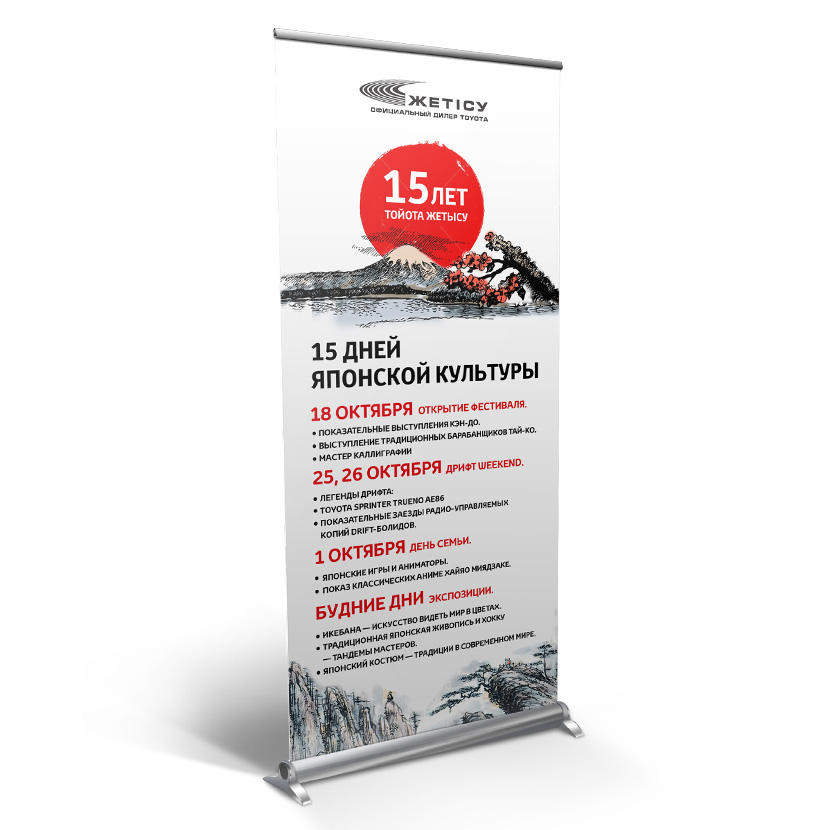 ЖЕТІСУ
ОФИЦИАЛЬНЫЙ ДИЛЕР TOYOTA
15 ЛЕТ
ТОЙОТА ЖЕТЫСУ
15 ДНЕЙ
ЯПОНСКОЙ КУЛЬТУРЫ
18 ОКТЯБРЯ ОТКРЫТИЕ ФЕСТИВАЛЯ.
• ПОКАЗАТЕЛЬНЫЕ ВЫСТУПЛЕНИЯ КЭН-ДО.
• ВЫСТУПЛЕНИЕ ТРАДИЦИОННЫХ БАРАБАНЩИКОВ ТАЙ-КО.
• МАСТЕР КАЛЛИГРАФИИ
25, 26 ОКТЯБРЯ ДРИФТ WEEKEND.
• ЛЕГЕНДЫ ДРИФТА:
• TOYOTA SPRINTER TRUENO AE86
• ПОКАЗАТЕЛЬНЫЕ ЗАЕЗДЫ РАДИО-УПРАВЛЯЕМЫХ
КОПИЙ DRIFT-БОЛИДОВ.
1 ОКТЯБРЯ ДЕНЬ СЕМЬИ.
• ЯПОНСКИЕ ИГРЫ И АНИМАТОРЫ.
• ПОКАЗ КЛАССИЧЕСКИХ АНИМЕ ХАЙЯО МИЯДЗАКЕ.
БУДНИЕ ДНИ ЭКСПОЗИЦИИ.
• ИКЕБАНА — ИСКУССТВО ВИДЕТЬ МИР В ЦВЕТАХ.
• ТРАДИЦИОННАЯ ЯПОНСКАЯ ЖИВОПИСЬ И ХОККУ
— ТАНДЕМЫ МАСТЕРОВ.
• ЯПОНСКИЙ КОСТЮМ — ТРАДИЦИИ В СОВРЕМЕННОМ МИРЕ.